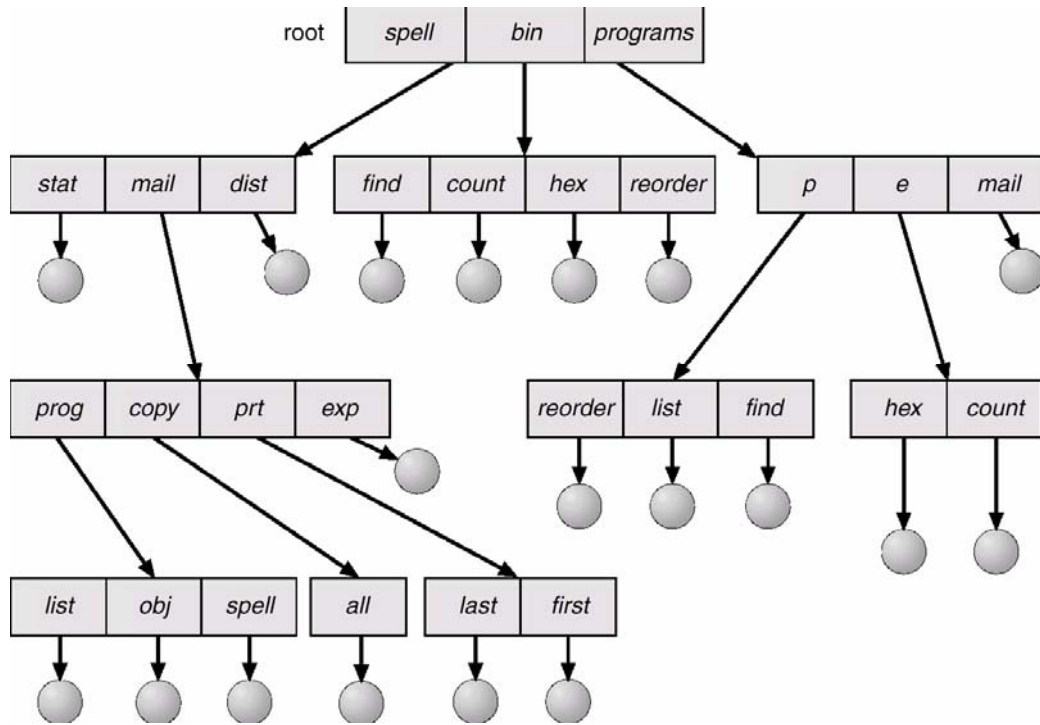 root spell bin programs
stat mail dist find count hex reorder p e mail
prog copy prt exp reorder list find hex count
list obj spell all last first